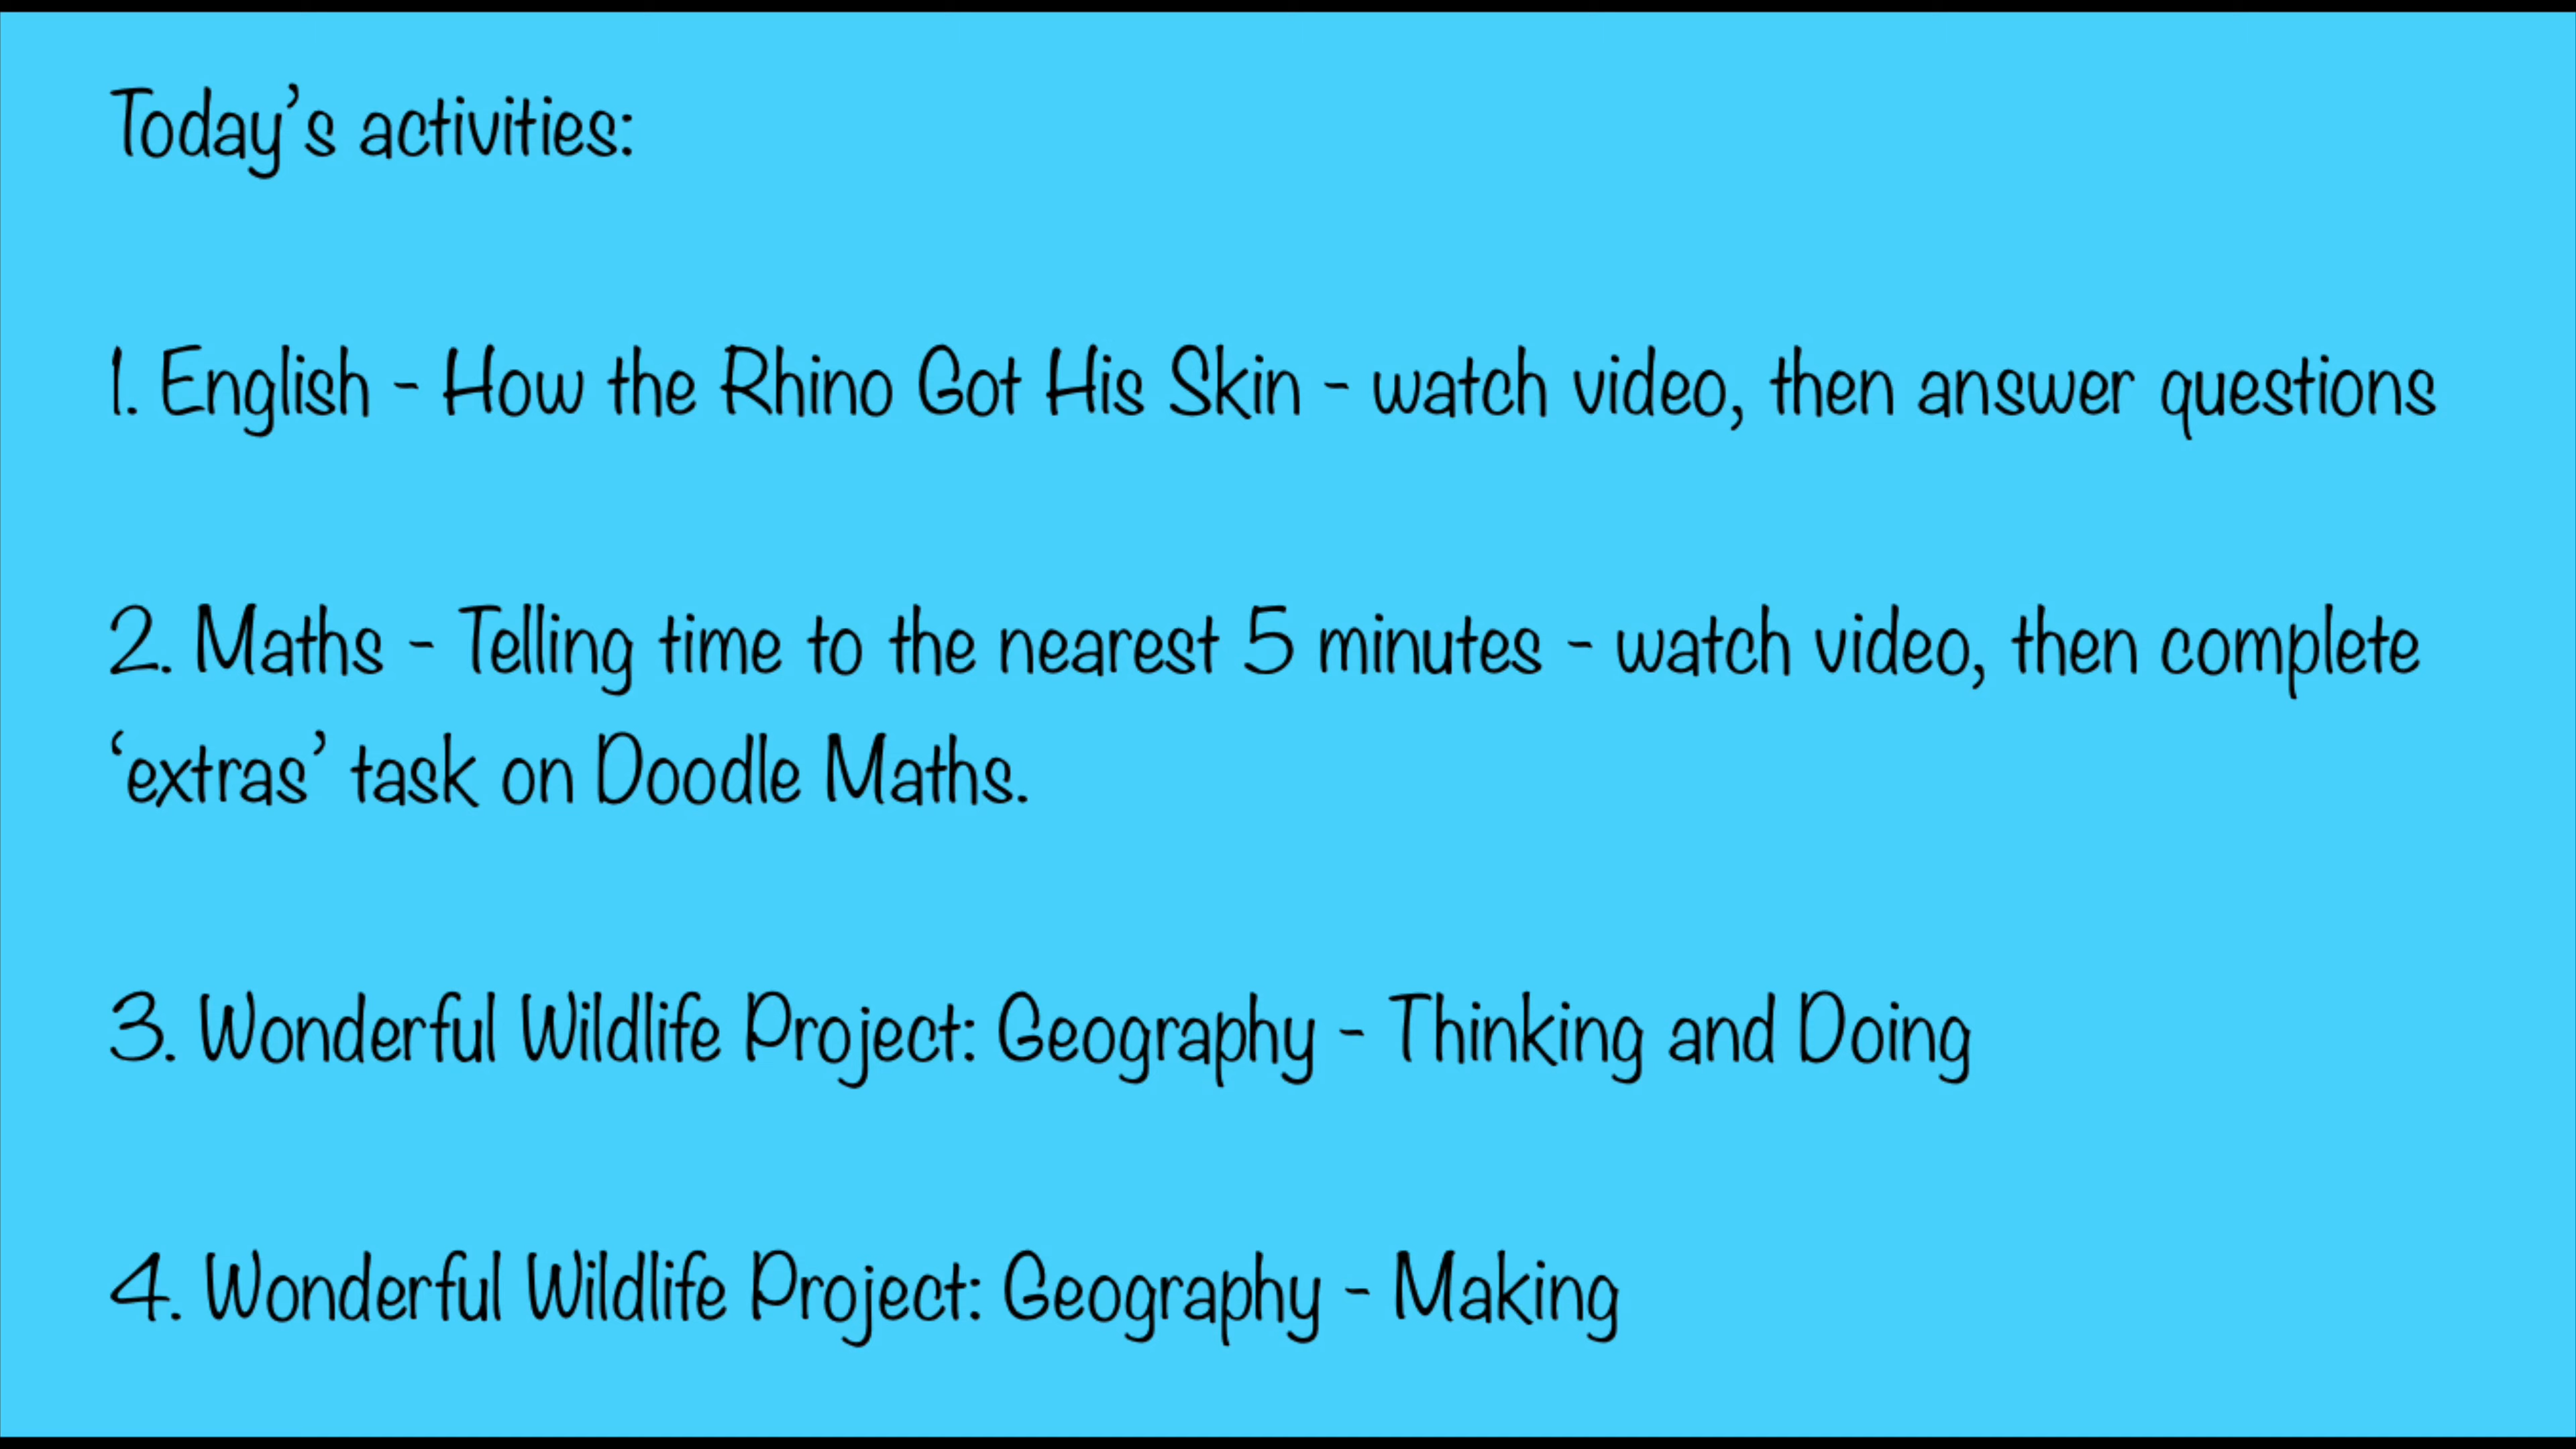 Today’s activities:
1. English - How the Rhino Got His Skin - watch video, then answer questions
2. Maths - Telling time to the nearest 5 minutes - watch video, then complete
‘extras’ task on Doodle Maths.
3. Wonderful Wildlife Project: Geography - Thinking and Doing
4. Wonderful Wildlife Project: Geography - Making